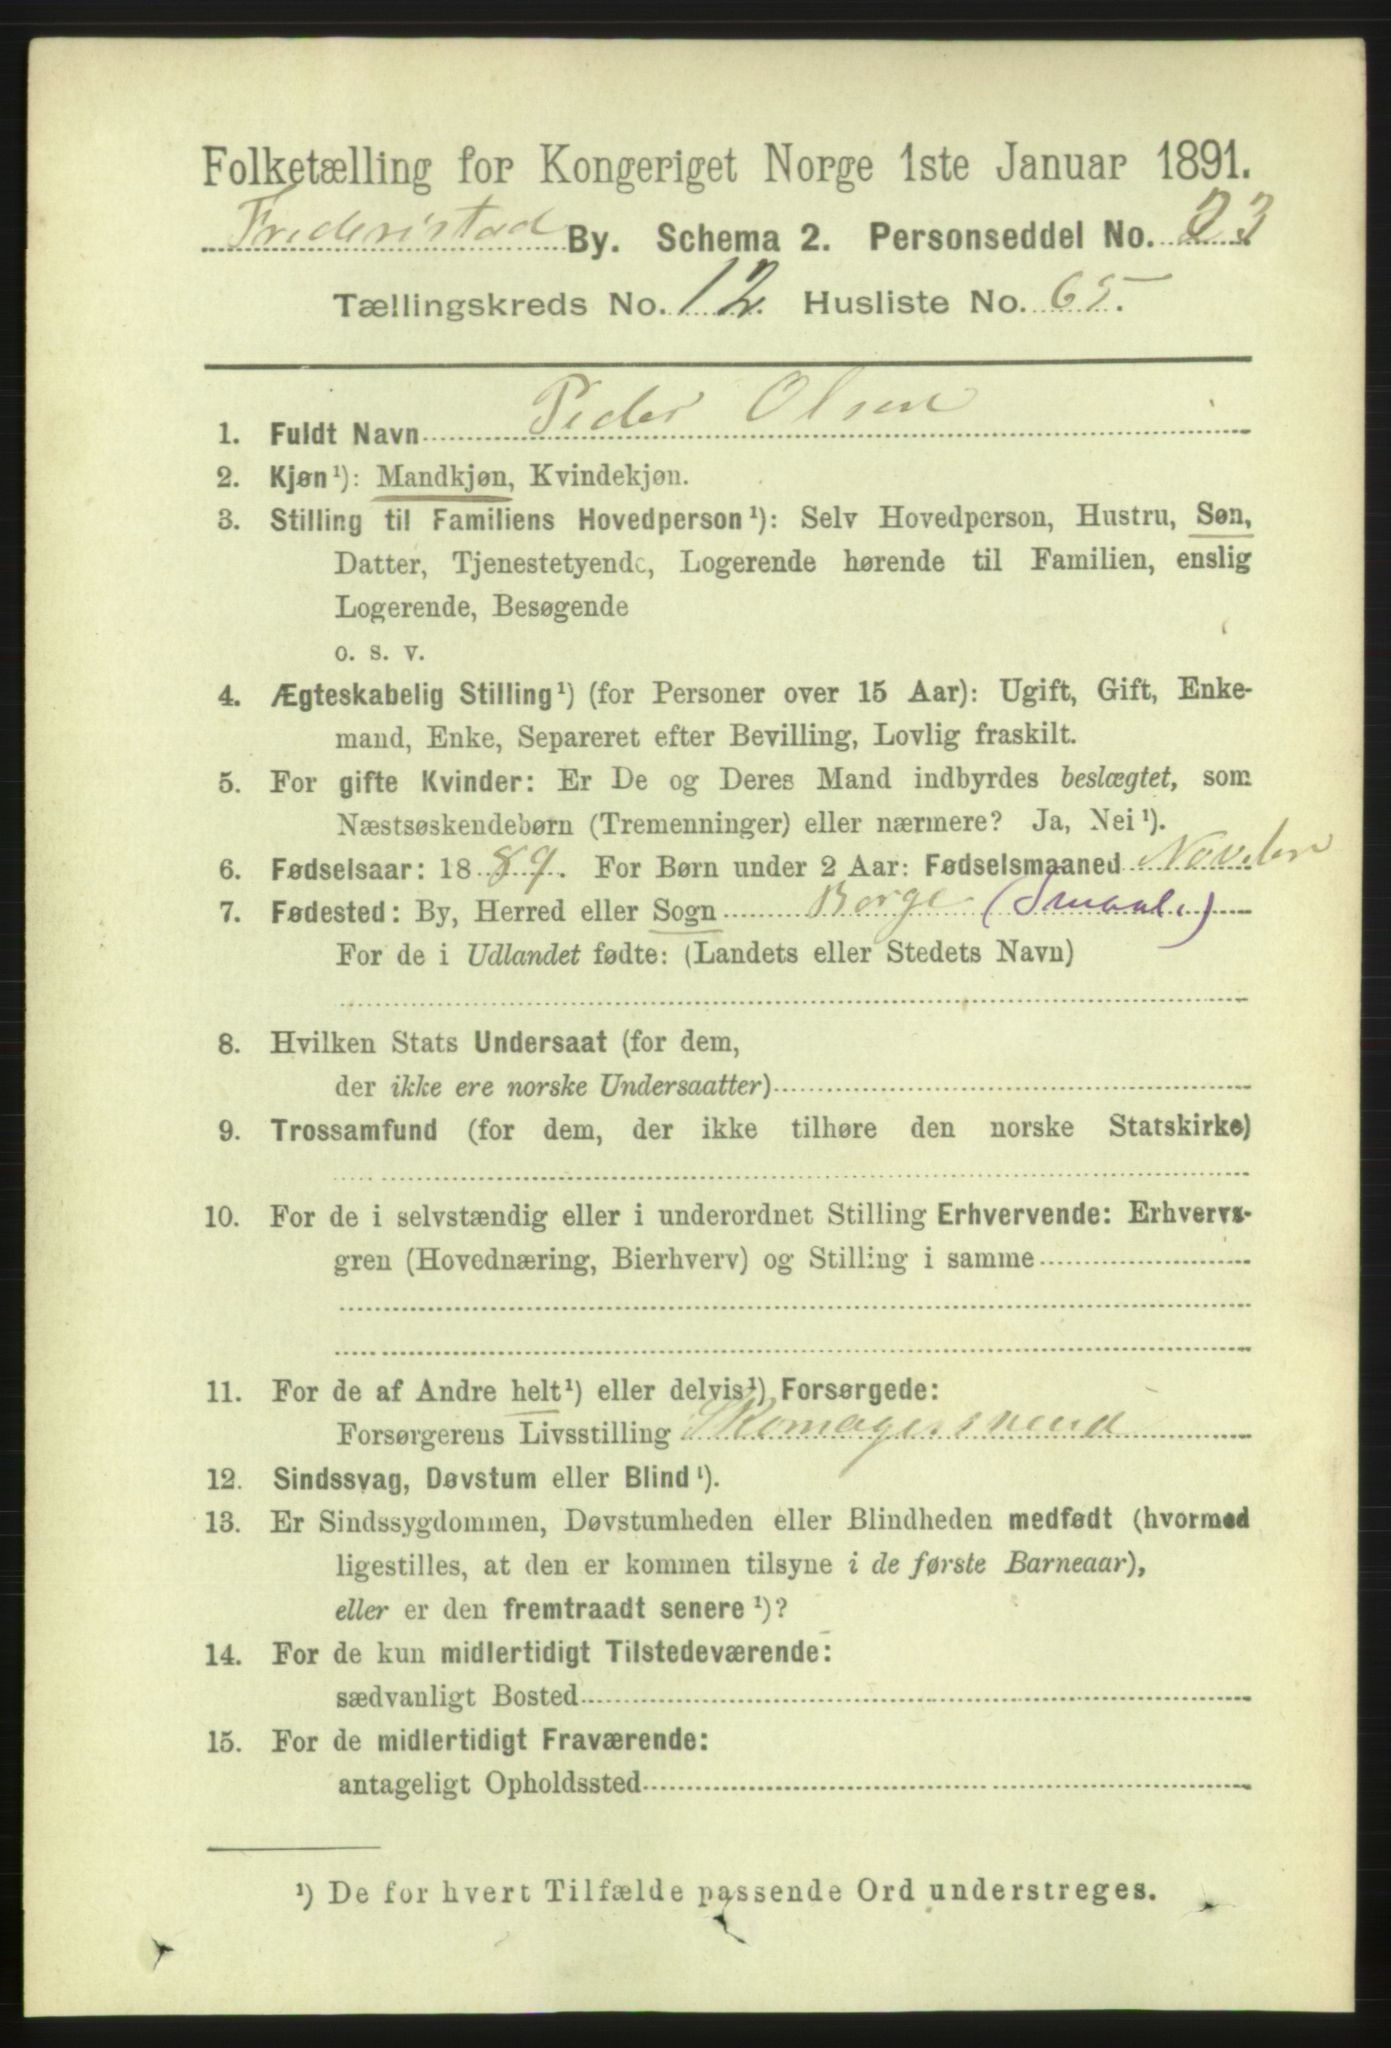 Folketælling for Kongeriget Norge 1ste Januar 1891.
Frederistad By. Schema 2. Personseddel No. 23
Tællingskreds No. 12. Husliste No. 65.
1. Fuldt Navn Peder Olsen
2. Kjøn¹): Mandkjøn, Kvindekjøn.
3. Stilling til Familiens Hovedperson¹): Selv Hovedperson, Hustru, Søn,
Datter, Tjenestetyende, Logerende hørende til Familien, enslig
Logerende, Besøgende
o. s. v.
4. Ægteskabelig Stilling¹) (for Personer over 15 Aar): Ugift, Gift, Enke-
mand, Enke, Separeret efter Bevilling, Lovlig fraskilt.
5. For gifte Kvinder: Er De og Deres Mand indbyrdes beslægtet, som
Næstsøskendebørn (Tremenninger) eller nærmere? Ja, Nei¹).
6. Fødselsaar: 1889. For Børn under 2 Aar: Fødselsmaaned
7. Fødested: By, Herred eller Sogn Borge (Smaal.)
For de i Udlandet fødte: (Landets eller Stedets Navn)
8. Hvilken Stats Undersaat (for dem,
der ikke ere norske Undersaatter)
9. Trossamfund (for dem, der ikke tilhøre den norske Statskirke)
10. For de i selvstændig eller i underordnet Stilling Erhvervende: Erhvervs-
gren (Hovednæring, Bierhverv) og Stilling i samme
11. For de af Andre helt¹) eller delvis¹) Forsørgede:
Forsørgerens Livsstilling Skomagersvend
12. Sindssvag, Døvstum eller Blind¹).
13. Er Sindssygdommen, Døvstumheden eller Blindheden medfødt (hvormed
ligestilles, at den er kommen tilsyne i de første Barneaar),
eller er den fremtraadt senere¹)?
14. For de kun midlertidigt Tilstedeværende:
sædvanligt Bosted
15. For de midlertidigt Fraværende:
antageligt Opholdssted
¹) De for hvert Tilfælde passende Ord understreges.